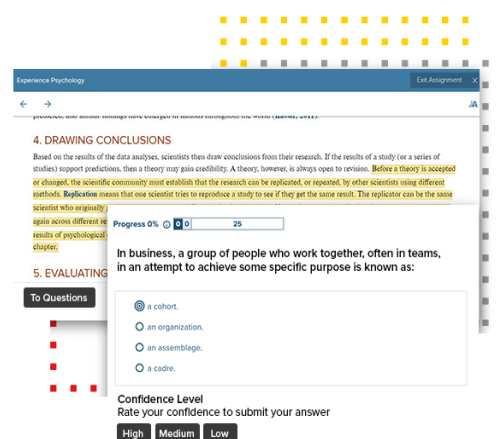 Experience Psychology
Exit Assignment X
4. DRAWING CONCLUSIONS
Based on the results of the data analyses, scientists then draw conclusions from their research. If the results of a study (or a series of
studies) support predictions, then a theory may gain credibility. A theory, however, is always open to revision. Before a theory is accepted
or changed, the scientific community must establish that the research can be replicated, or repeated, by other scientists using different
methods. Replication means that one scientist tries to reproduce a study to see if they get the same result. The replicator can be the same
scientist who originally
again across different re
results of psychological
chapter.
5. EVALUATING
To Questions
Progress 0% 0 0 25
In business, a group of people who work together, often in teams,
in an attempt to achieve some specific purpose is known as:
a cohort.
an organization.
an assemblage.
a cadre.
Confidence Level
Rate your confidence to submit your answer
High Medium Low